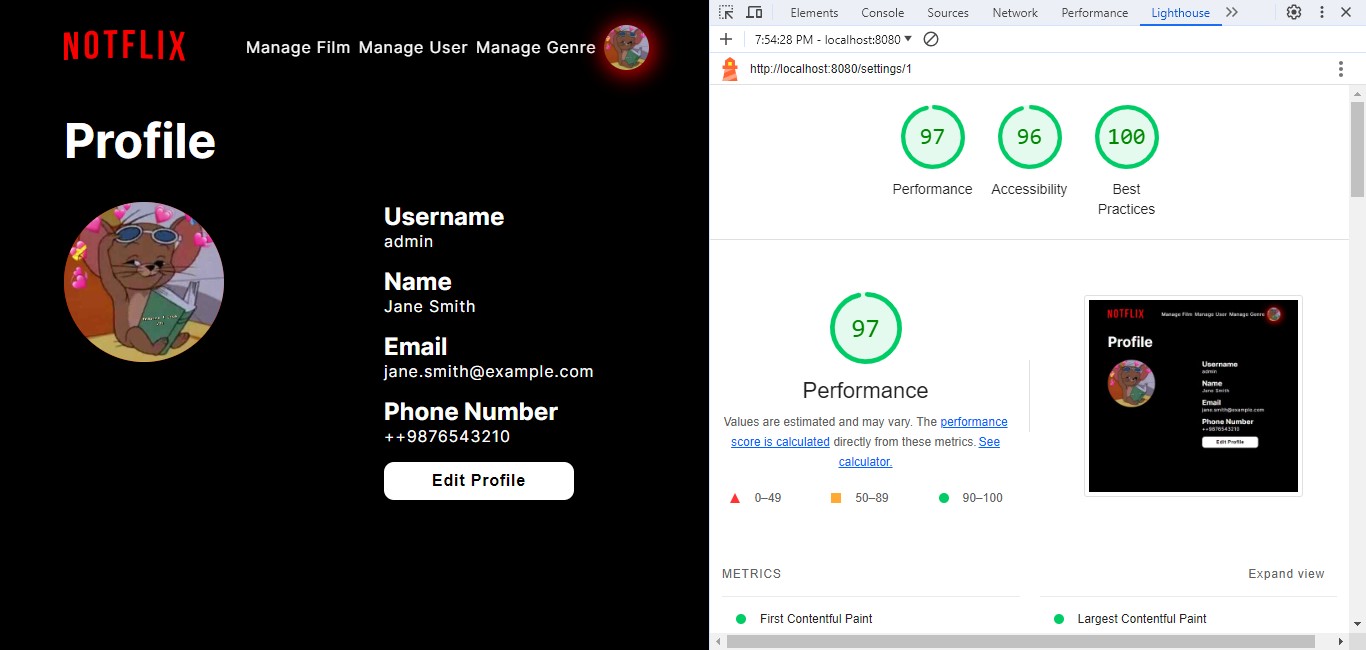 NOTFLIX
Manage Film Manage User Manage Genre
Profile
Username
admin
Name
Jane Smith
Email
jane.smith@example.com
Phone Number
++9876543210
Edit Profile
Elements Console Sources Network Performance Lighthouse
7:54:28 PM - localhost:8080
http://localhost:8080/settings/1
97 96 100
Performance Accessibility Best
Practices
97
Performance
Values are estimated and may vary. The performance
score is calculated directly from these metrics. See
calculator.
0–49 50–89 90–100
NOTFLIX Manage Film Manage User Manage Genre
Profile
Username
admin
Name
Jane Smith
Email
jane.smith@example.com
Phone Number
++9876543210
Edit Profile
METRICS Expand view
First Contentful Paint Largest Contentful Paint